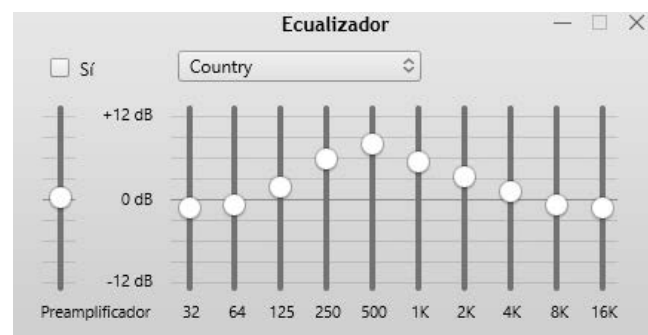 Ecualizador
Sí
Country
+12 dB
0 dB
-12 dB
Preamplificador 32 64 125 250 500 1K 2K 4K 8K 16K